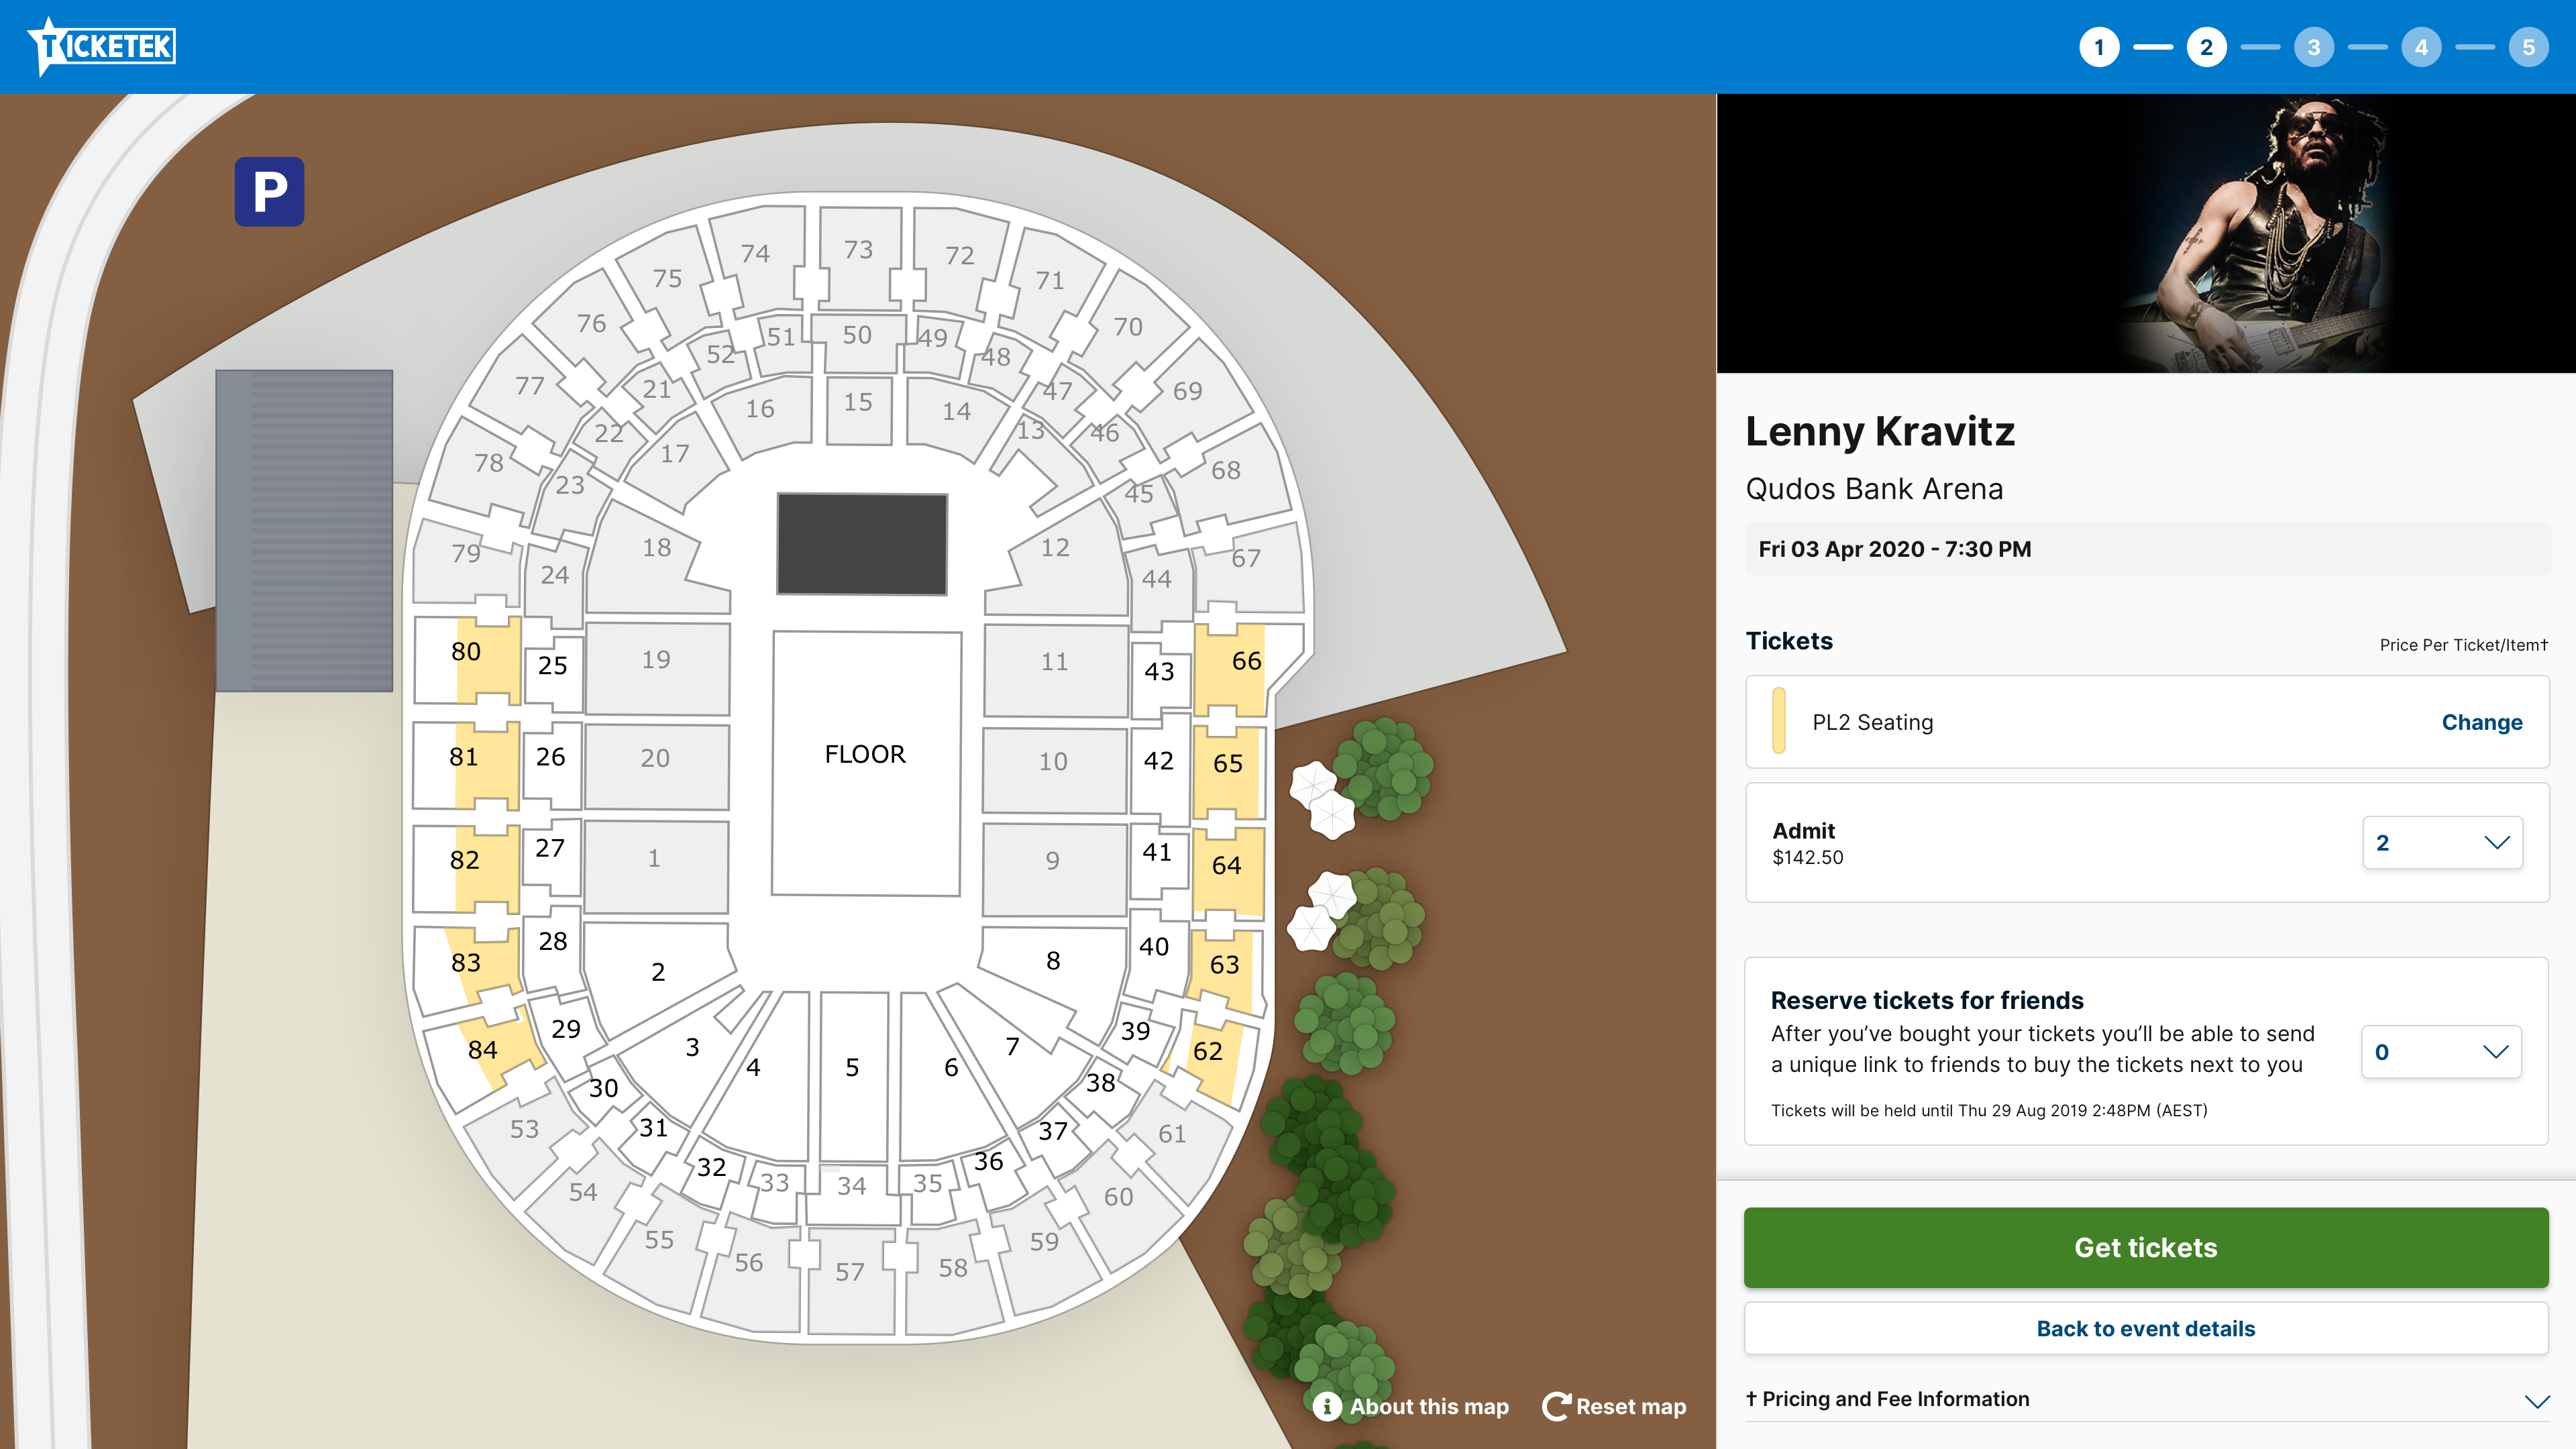 TICKETEK
1 2 3 4 5
P
74 73 72
75 71
76 51 50 49 70
52 48
77 21 47 69
16 15 14
22 13 46
78 17 68
23 45
79 18 12 67
24 44
80 25 19 11 43 66
81 26 20 FLOOR 10 42 65
82 27 1 9 41 64
83 28 2 8 40 63
84 29 3 4 5 6 7 39 62
30 38
53 31 37 61
32 36
54 33 34 35 60
55 59
56 57 58
About this map
Reset map
Lenny Kravitz
Qudos Bank Arena
Fri 03 Apr 2020 - 7:30 PM
Tickets
Price Per Ticket/Item†
PL2 Seating
Change
Admit
$142.50
2
Reserve tickets for friends
After you’ve bought your tickets you’ll be able to send
a unique link to friends to buy the tickets next to you
0
Tickets will be held until Thu 29 Aug 2019 2:48PM (AEST)
Get tickets
Back to event details
† Pricing and Fee Information